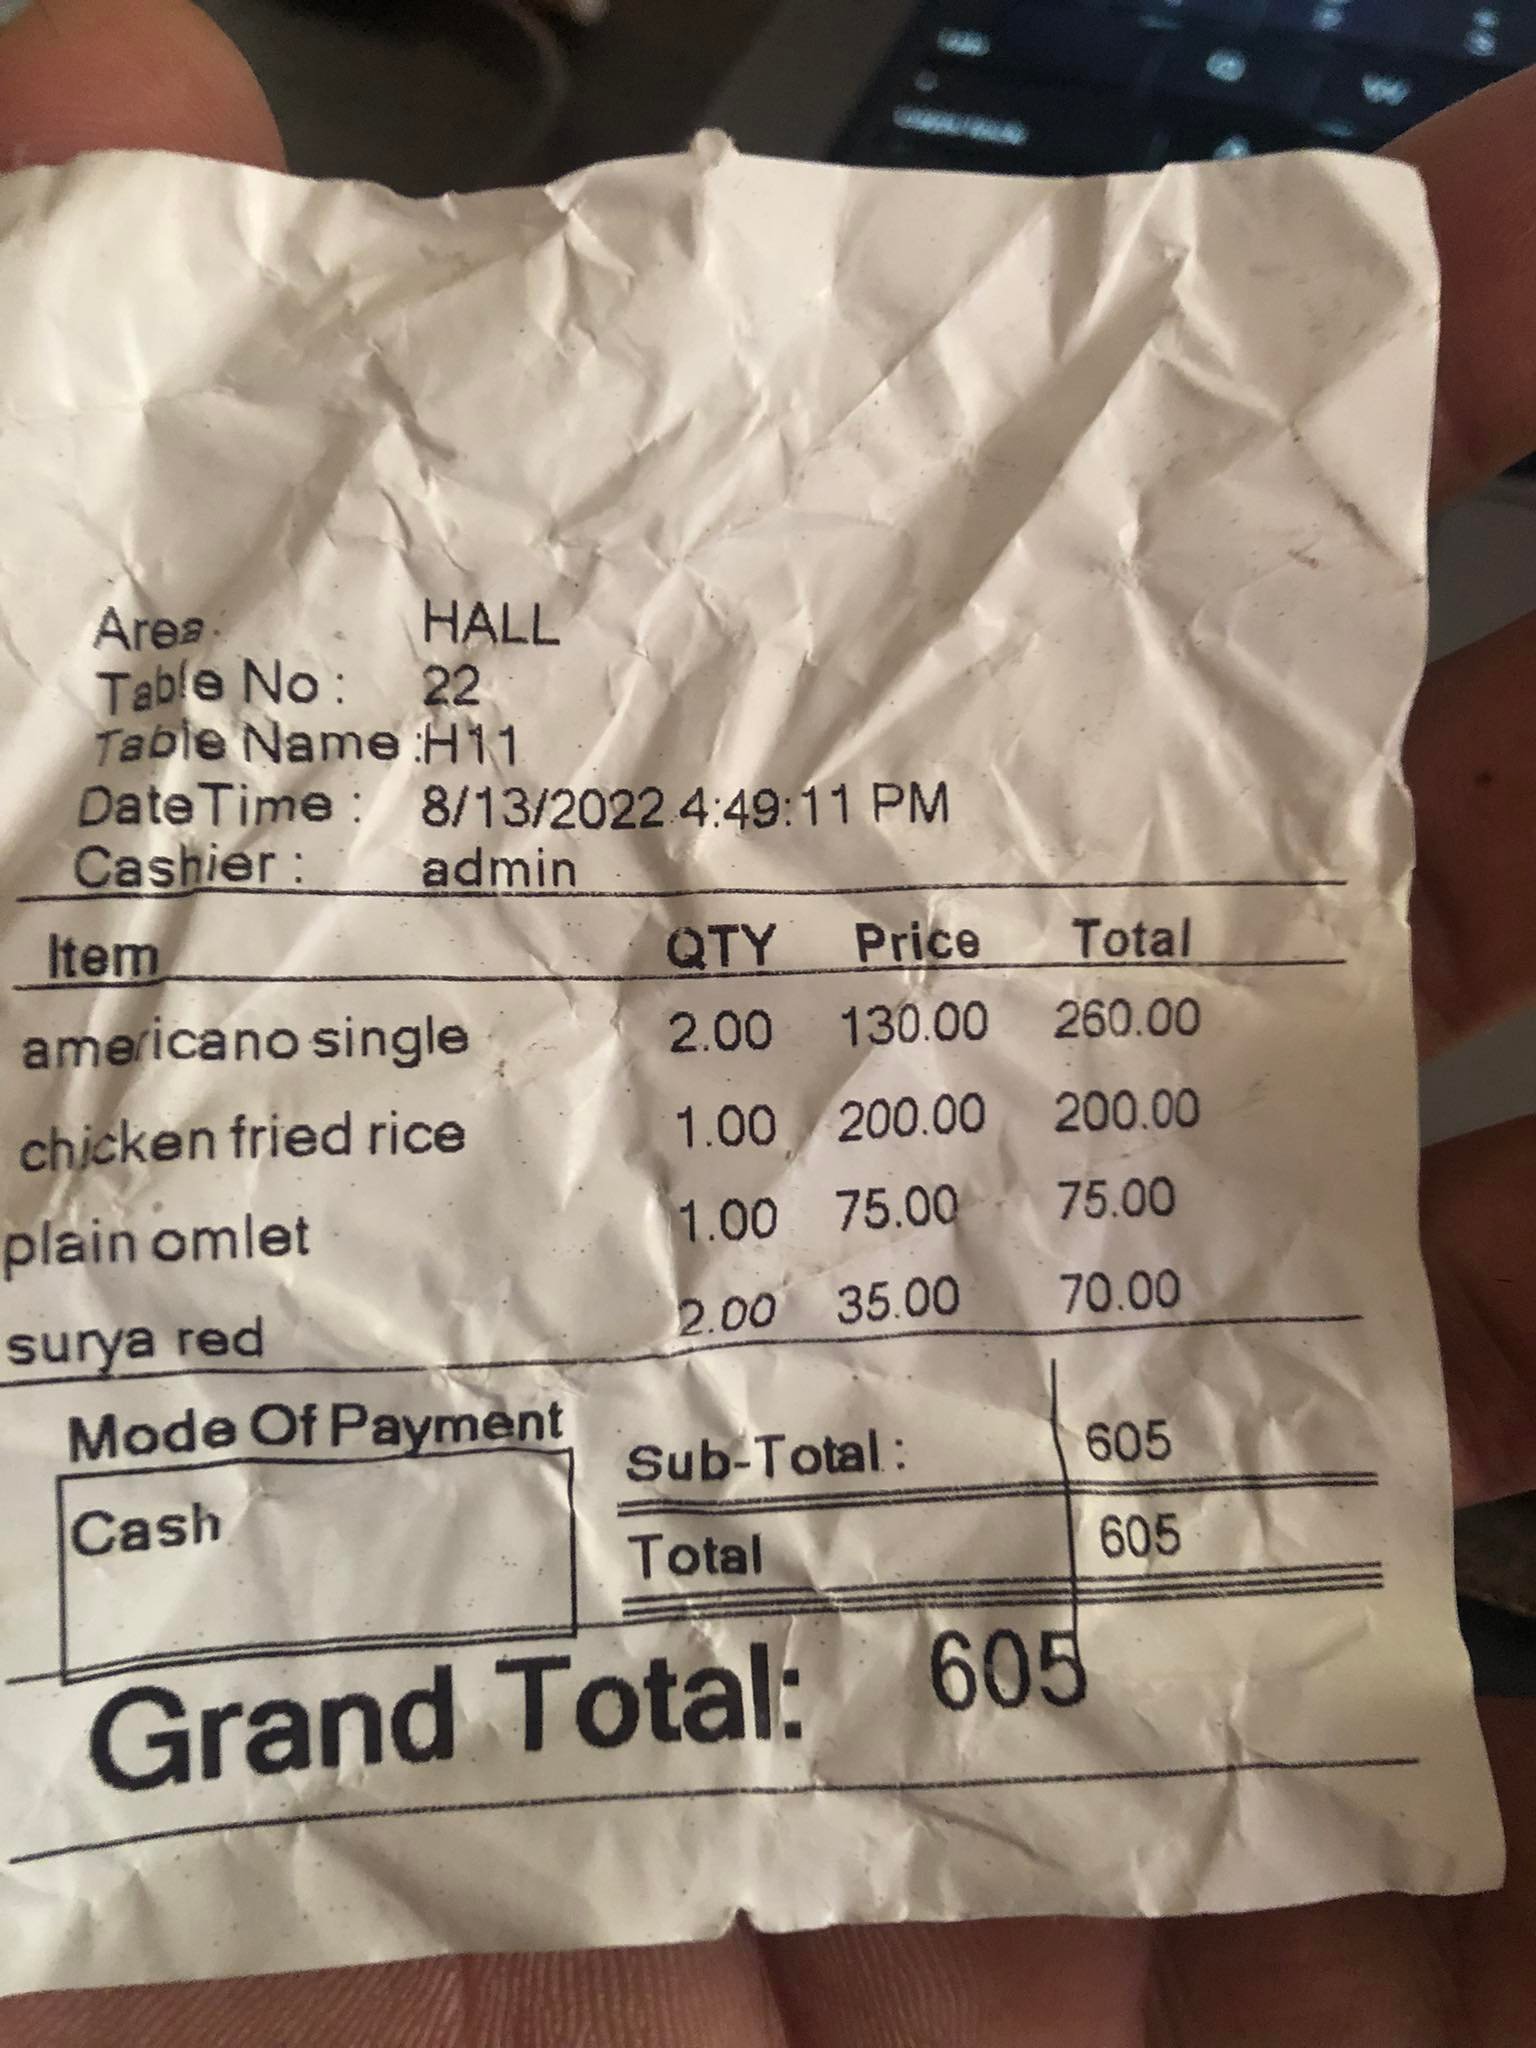 Area: HALL
Table No : 22
Table Name :H11
DateTime : 8/13/2022 4:49:11 PM
Cashier : admin
Item QTY Price Total
americano single 2.00 130.00 260.00
chicken fried rice 1.00 200.00 200.00
plain omlet 1.00 75.00 75.00
surya red 2.00 35.00 70.00
Mode Of Payment
Cash
Sub-Total : 605
Total 605
Grand Total: 605